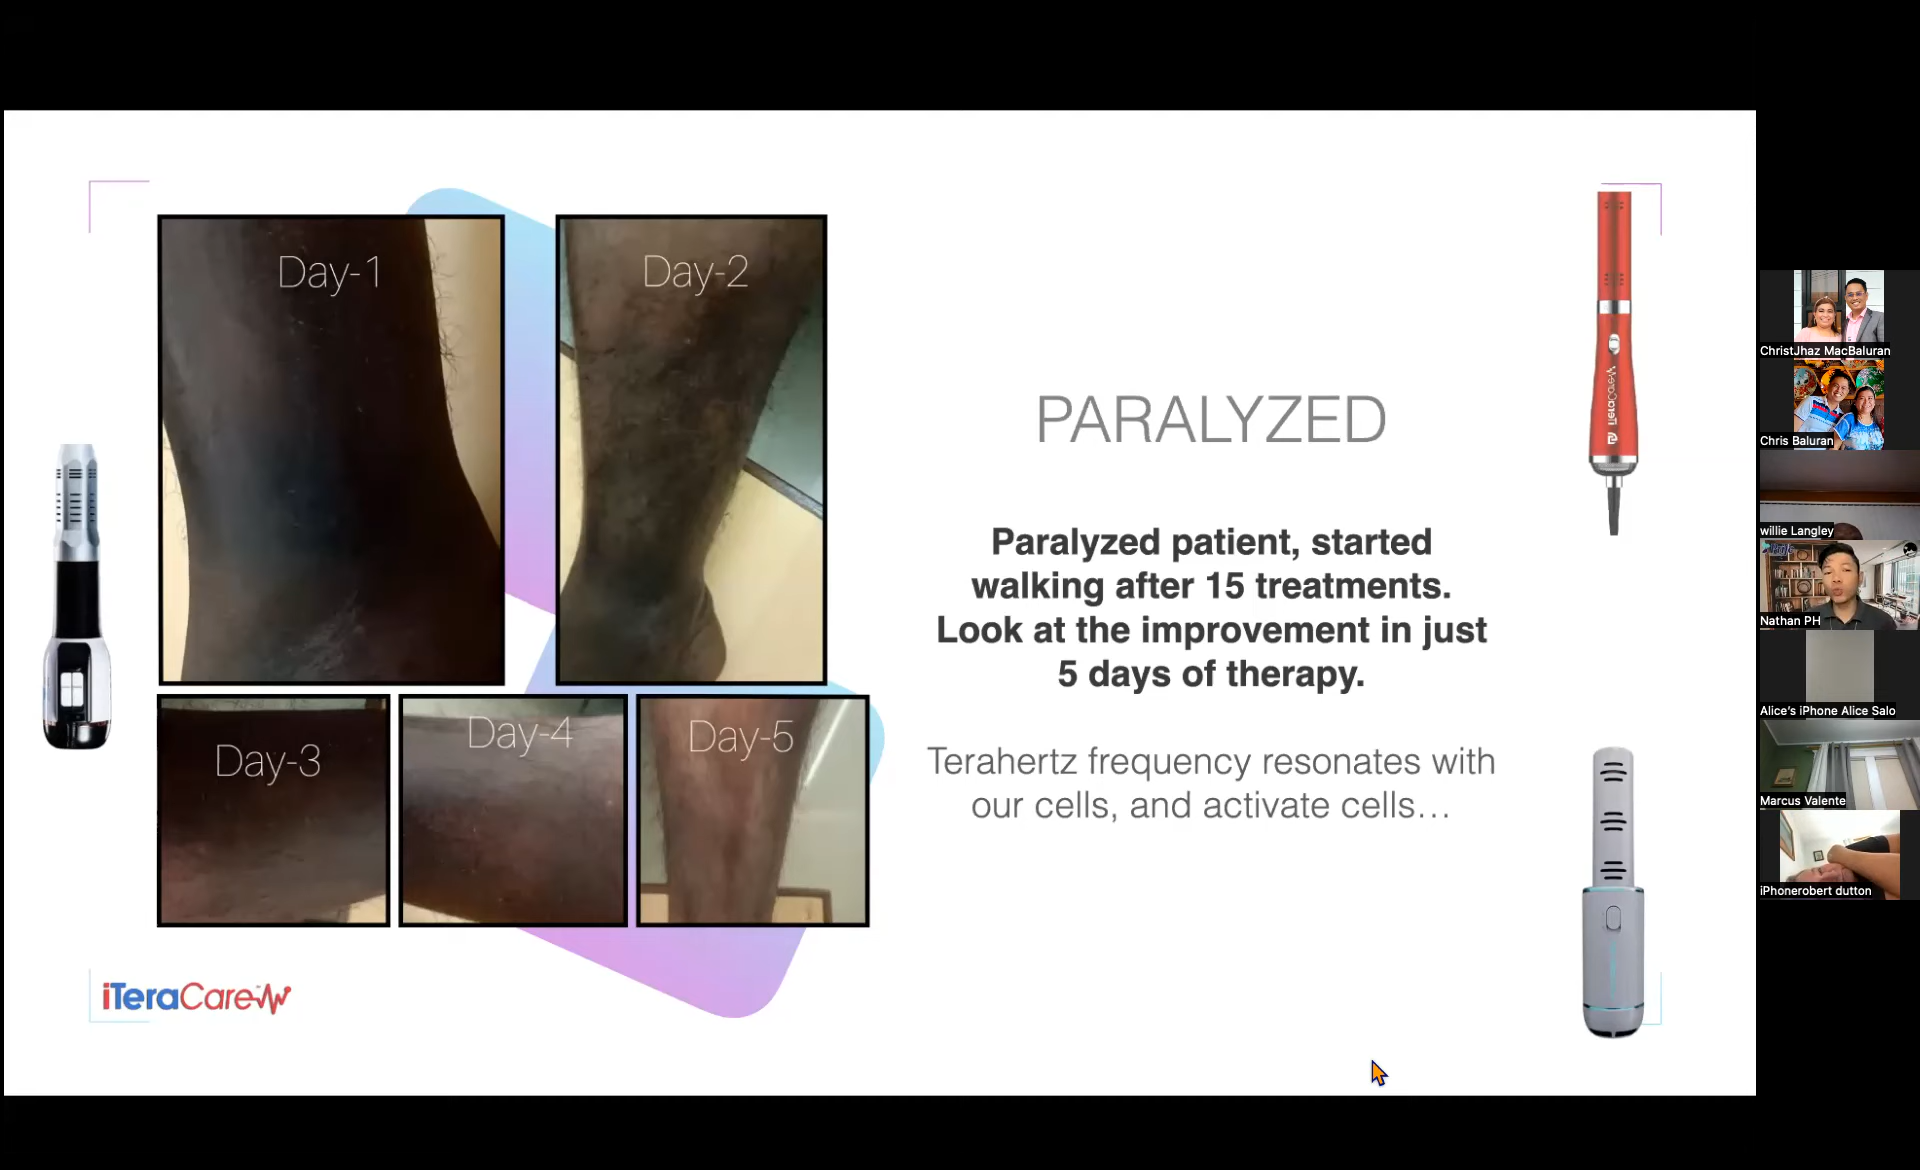 Day-1
Day-2
Day-3
Day-4
Day-5
PARALYZED
Paralyzed patient, started
walking after 15 treatments.
Look at the improvement in just
5 days of therapy.
Terahertz frequency resonates with
our cells, and activate cells...
iTeraCare
iTeraCare
ChristJhaz MacBaluran
Chris Baluran
willie Langley
Nathan PH
Alice's iPhone Alice Salo
Marcus Valente
iPhonerobert dutton